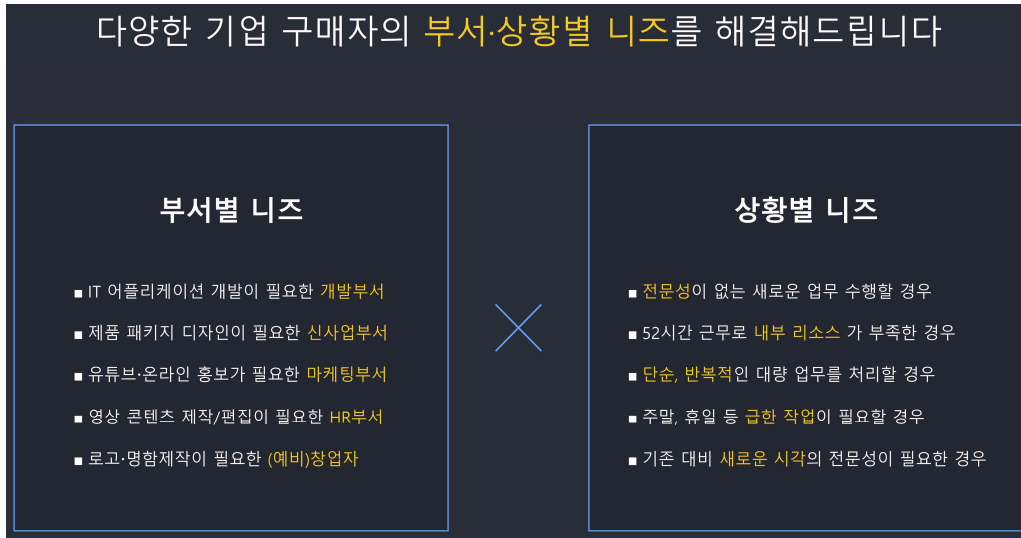 다양한 기업 구매자의 부서·상황별 니즈를 해결해드립니다
부서별 니즈
■ IT 어플리케이션 개발이 필요한 개발부서
■ 제품 패키지 디자인이 필요한 신사업부서
■ 유튜브·온라인 홍보가 필요한 마케팅부서
■ 영상 콘텐츠 제작/편집이 필요한 HR부서
■ 로고·명함제작이 필요한 (예비)창업자
×
상황별 니즈
■ 전문성이 없는 새로운 업무 수행할 경우
■ 52시간 근무로 내부 리소스 가 부족한 경우
■ 단순, 반복적인 대량 업무를 처리할 경우
■ 주말, 휴일 등 급한 작업이 필요할 경우
■ 기존 대비 새로운 시각의 전문성이 필요한 경우